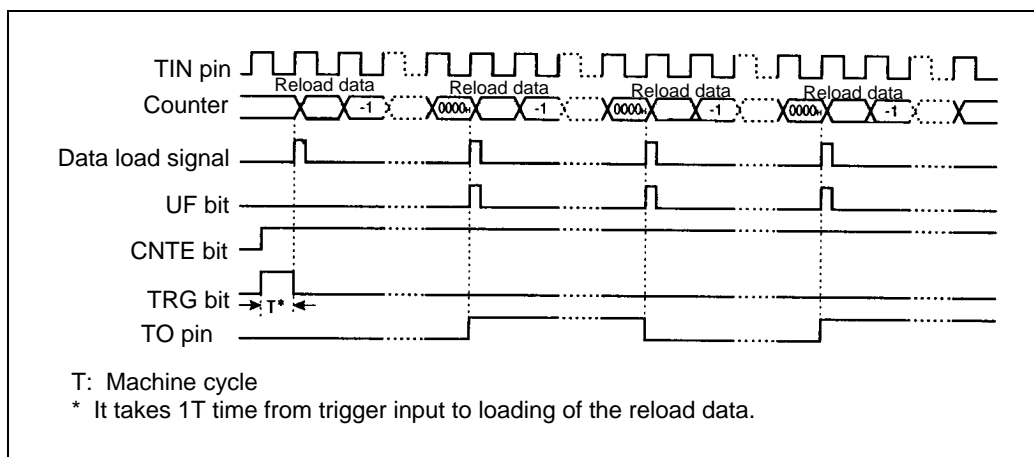 TIN pin
Reload data Reload data Reload data Reload data
Counter -1 0000H -1 0000H -1 0000H -1
Data load signal
UF bit
CNTE bit
TRG bit
T*
TO pin
T: Machine cycle
* It takes 1T time from trigger input to loading of the reload data.